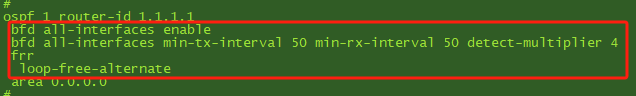 #
ospf 1 router-id 1.1.1.1
bfd all-interfaces enable
bfd all-interfaces min-tx-interval 50 min-rx-interval 50 detect-multiplier 4
frr
loop-free-alternate
area 0.0.0.0
#